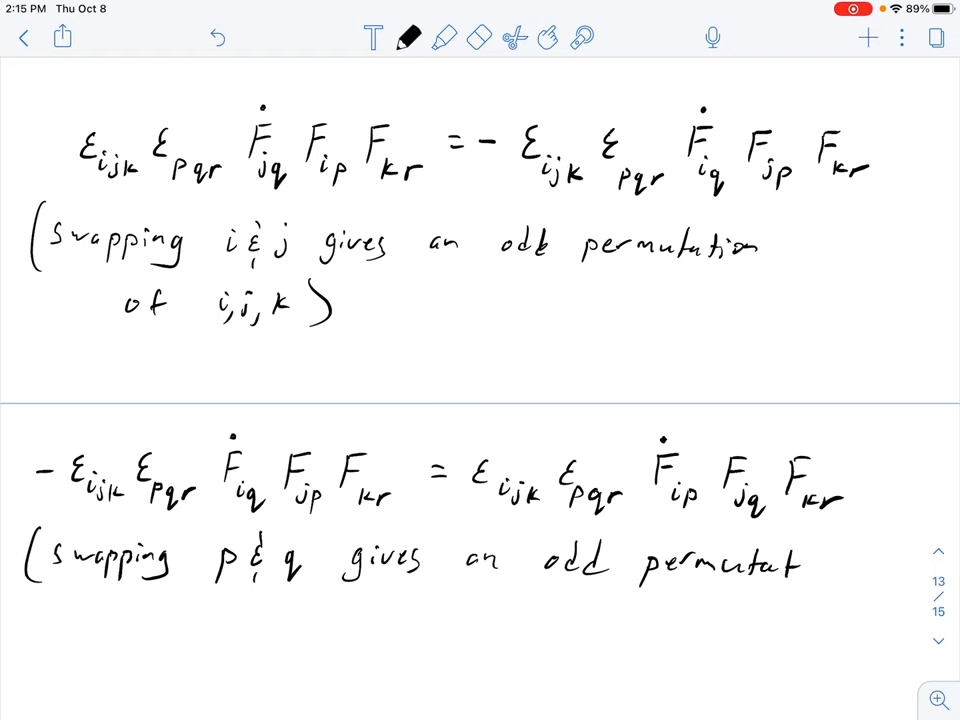 2:15 PM Thu Oct 8
89%
T
ε_ijk ε_pqr Ḟ_jq F_ip F_kr = - ε_ijk ε_pqr Ḟ_iq F_jp F_kr
(swapping i & j gives an odd permutation
of i,j,k)
- ε_ijk ε_pqr Ḟ_iq F_jp F_kr = ε_ijk ε_pqr Ḟ_ip F_jq F_kr
(swapping p & q gives an odd permutat
13
/
15